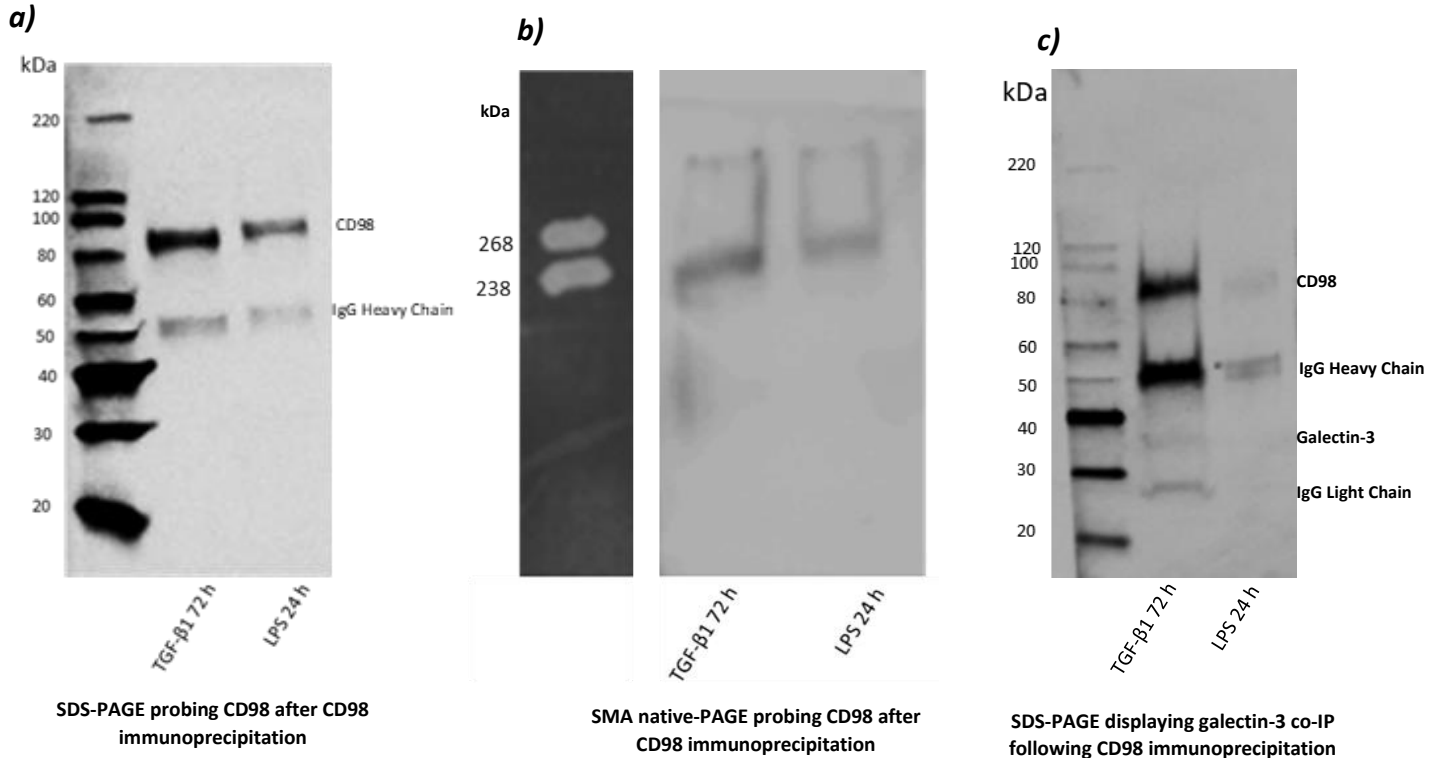 a)
kDa
220
120
100
80
60
50
40
30
20
CD98
IgG Heavy Chain
TGF-β1 72 h
LPS 24 h
SDS-PAGE probing CD98 after CD98
immunoprecipitation
b)
kDa
268
238
TGF-β1 72 h
LPS 24 h
SMA native-PAGE probing CD98 after
CD98 immunoprecipitation
c)
kDa
220
120
100
80
60
50
40
30
20
CD98
IgG Heavy Chain
Galectin-3
IgG Light Chain
TGF-β1 72 h
LPS 24 h
SDS-PAGE displaying galectin-3 co-IP
following CD98 immunoprecipitation